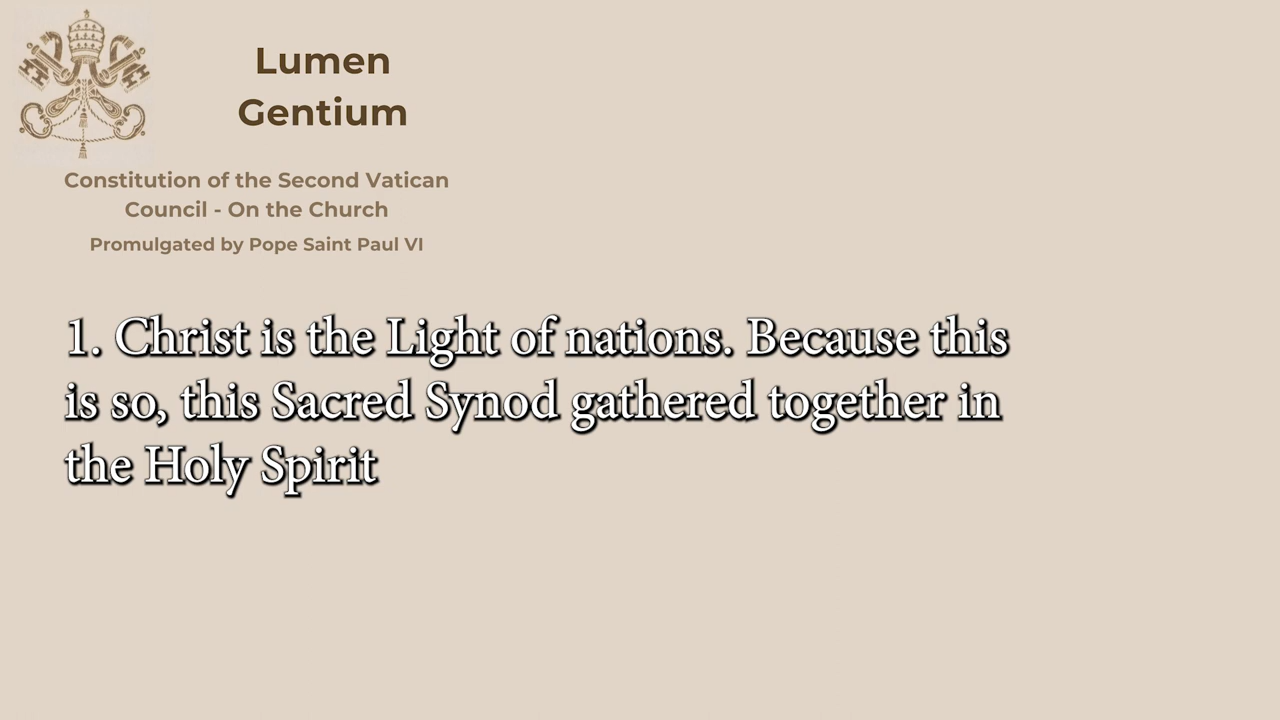 Lumen
Gentium
Constitution of the Second Vatican
Council - On the Church
Promulgated by Pope Saint Paul VI
1. Christ is the Light of nations. Because this
is so, this Sacred Synod gathered together in
the Holy Spirit